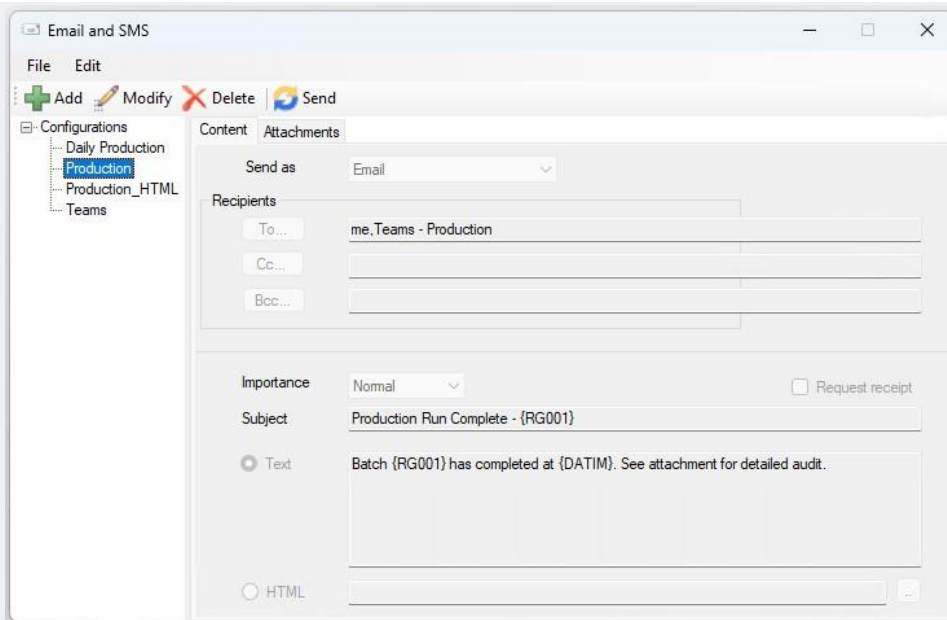 Email and SMS
File Edit
Add Modify Delete Send
Configurations
Daily Production
Production
Production_HTML
Teams
Content Attachments
Send as Email
Recipients
To... me,Teams - Production
Cc...
Bcc...
Importance Normal Request receipt
Subject Production Run Complete - {RG001}
Text Batch {RG001} has completed at {DATIM}. See attachment for detailed audit.
HTML ...